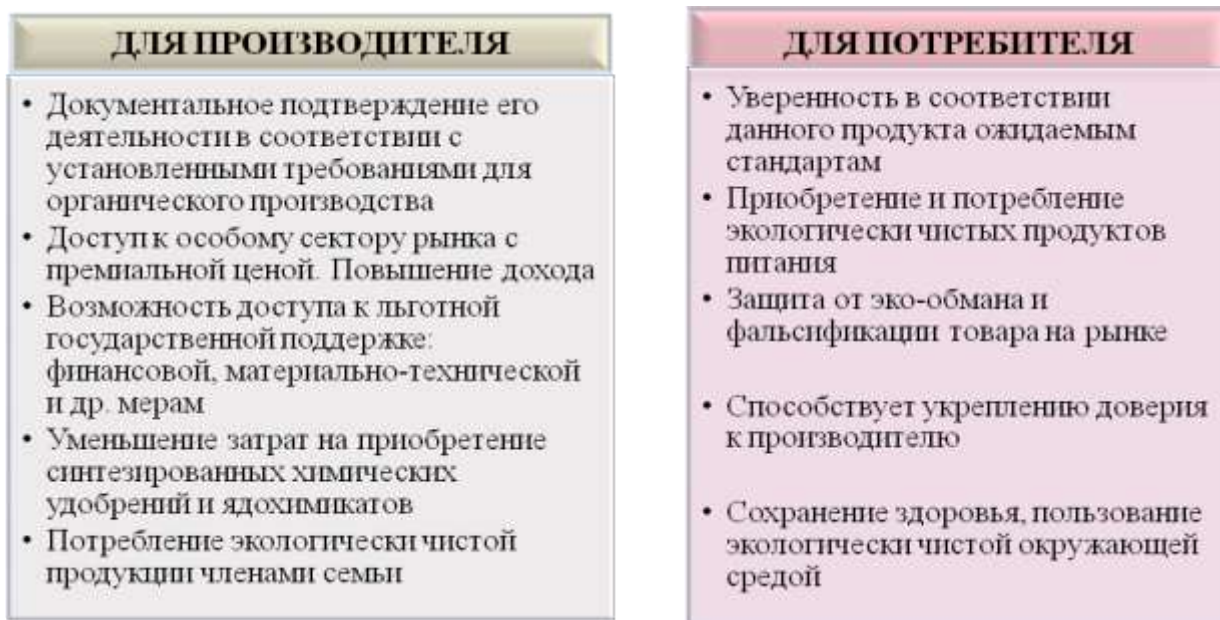 ДЛЯ ПРОИЗВОДИТЕЛЯ
• Документальное подтверждение его
деятельности в соответствии с
установленными требованиями для
органического производства
• Доступ к особому сектору рынка с
премиальной ценой. Повышение дохода
• Возможность доступа к льготной
государственной поддержке:
финансовой, материально-технической
и др. мерам
• Уменьшение затрат на приобретение
синтезированных химических
удобрений и ядохимикатов
• Потребление экологически чистой
продукции членами семьи
ДЛЯ ПОТРЕБИТЕЛЯ
• Уверенность в соответствии
данного продукта ожидаемым
стандартам
• Приобретение и потребление
экологически чистых продуктов
питания
• Защита от эко-обмана и
фальсификации товара на рынке
• Способствует укреплению доверия
к производителю
• Сохранение здоровья, пользование
экологически чистой окружающей
средой